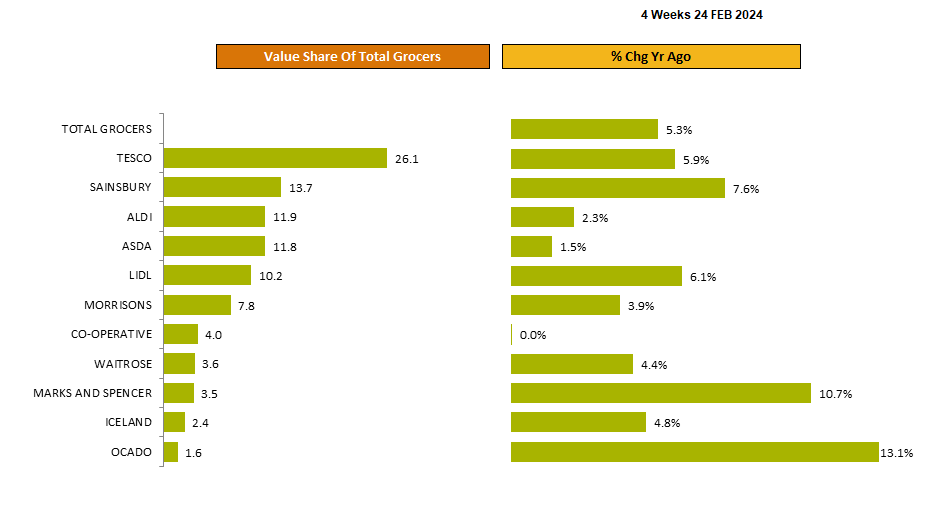 4 Weeks 24 FEB 2024
Value Share Of Total Grocers
% Chg Yr Ago
TOTAL GROCERS 5.3%
TESCO 26.1 5.9%
SAINSBURY 13.7 7.6%
ALDI 11.9 2.3%
ASDA 11.8 1.5%
LIDL 10.2 6.1%
MORRISONS 7.8 3.9%
CO-OPERATIVE 4.0 0.0%
WAITROSE 3.6 4.4%
MARKS AND SPENCER 3.5 10.7%
ICELAND 2.4 4.8%
OCADO 1.6 13.1%